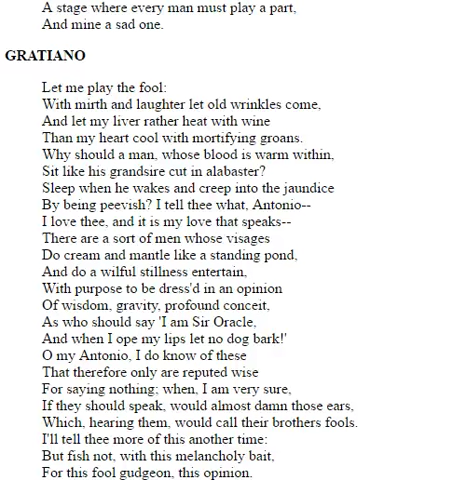 A stage where every man must play a part,
And mine a sad one.
GRATIANO
Let me play the fool:
With mirth and laughter let old wrinkles come,
And let my liver rather heat with wine
Than my heart cool with mortifying groans.
Why should a man, whose blood is warm within,
Sit like his grandsire cut in alabaster?
Sleep when he wakes and creep into the jaundice
By being peevish? I tell thee what, Antonio--
I love thee, and it is my love that speaks--
There are a sort of men whose visages
Do cream and mantle like a standing pond,
And do a wilful stillness entertain,
With purpose to be dress'd in an opinion
Of wisdom, gravity, profound conceit,
As who should say 'I am Sir Oracle,
And when I ope my lips let no dog bark!'
O my Antonio, I do know of these
That therefore only are reputed wise
For saying nothing; when, I am very sure,
If they should speak, would almost damn those ears,
Which, hearing them, would call their brothers fools.
I'll tell thee more of this another time:
But fish not, with this melancholy bait,
For this fool gudgeon, this opinion.